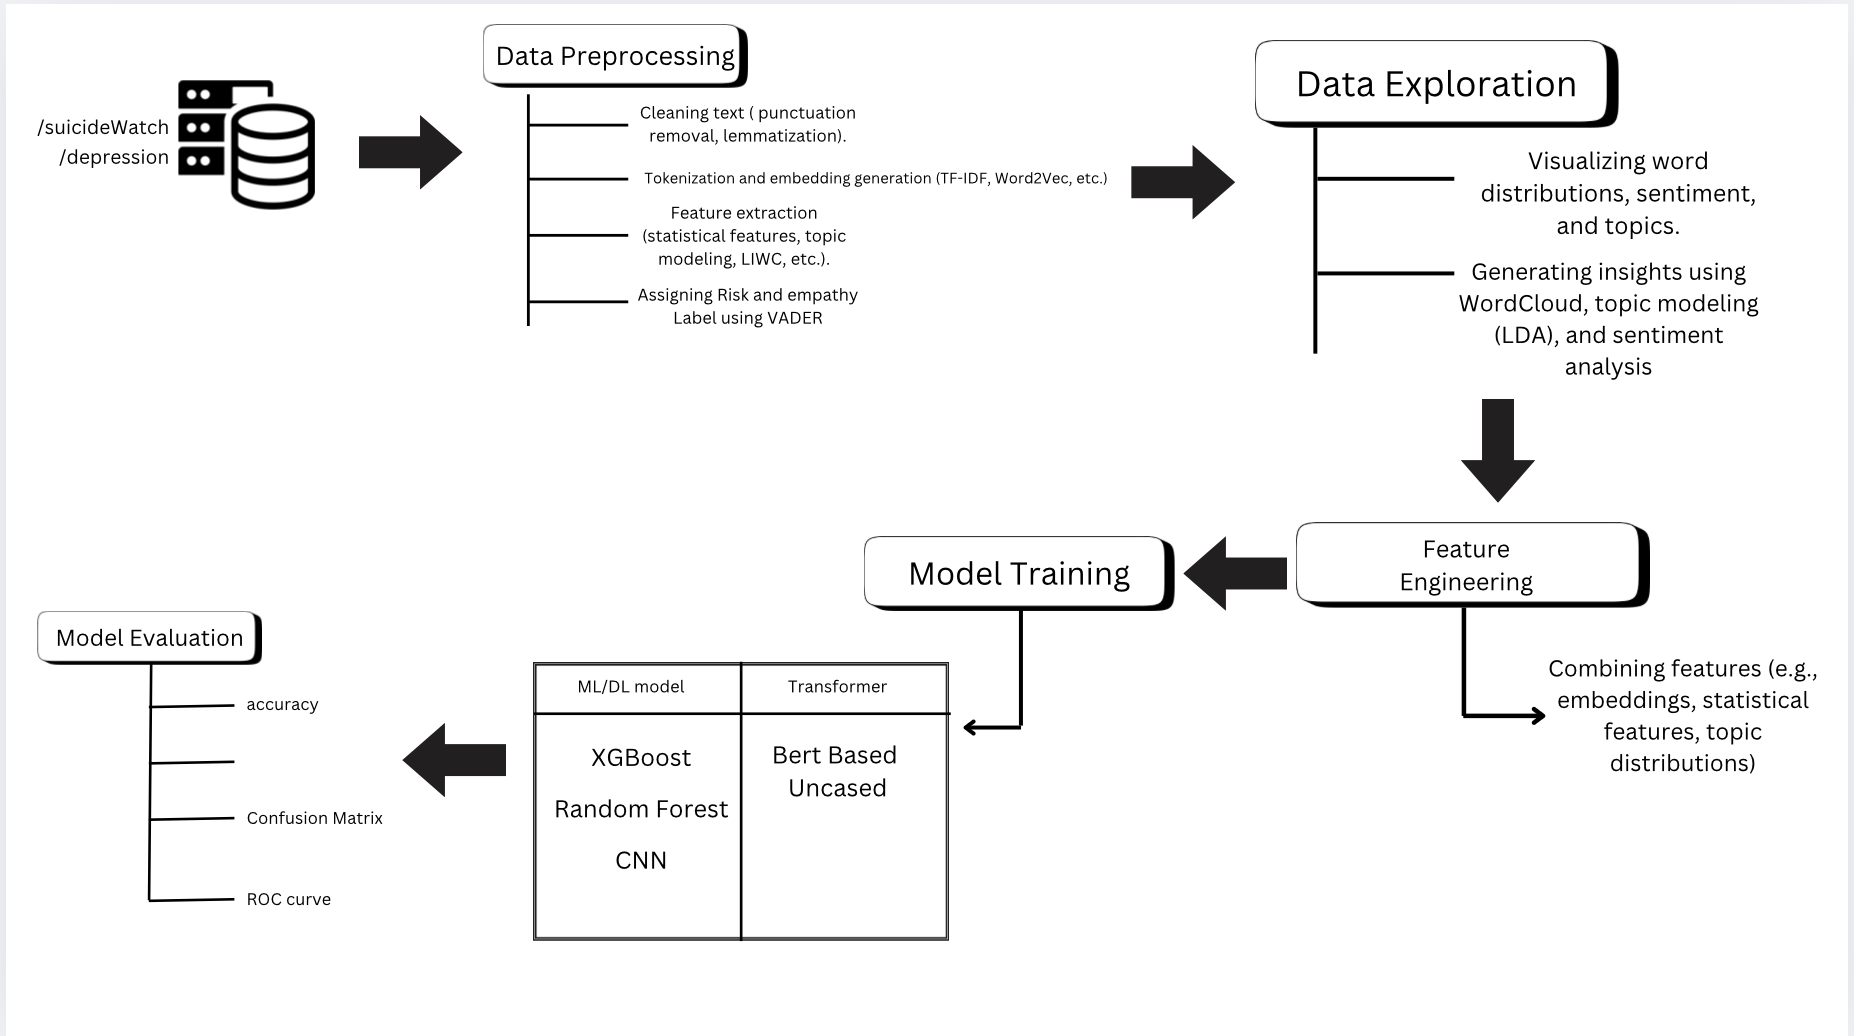 /suicideWatch
/depression
Data Preprocessing
Cleaning text ( punctuation
removal, lemmatization).
Tokenization and embedding generation (TF-IDF, Word2Vec, etc.)
Feature extraction
(statistical features, topic
modeling, LIWC, etc.).
Assigning Risk and empathy
Label using VADER
Data Exploration
Visualizing word
distributions, sentiment,
and topics.
Generating insights using
WordCloud, topic modeling
(LDA), and sentiment
analysis
Feature
Engineering
Combining features (e.g.,
embeddings, statistical
features, topic
distributions)
Model Training
ML/DL model
Transformer
XGBoost
Random Forest
CNN
Bert Based
Uncased
Model Evaluation
accuracy
Confusion Matrix
ROC curve